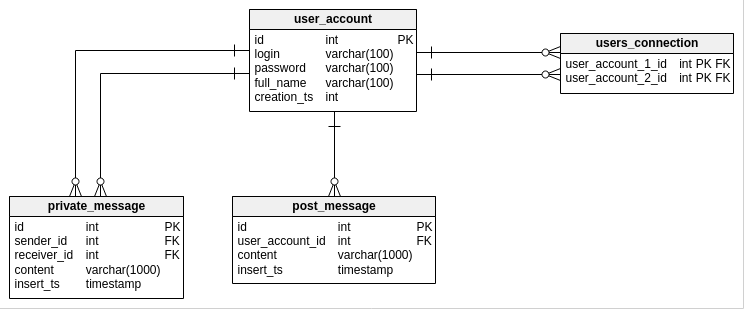 user_account
id int PK
login varchar(100)
password varchar(100)
full_name varchar(100)
creation_ts int
users_connection
user_account_1_id int PK FK
user_account_2_id int PK FK
private_message
id int PK
sender_id int FK
receiver_id int FK
content varchar(1000)
insert_ts timestamp
post_message
id int PK
user_account_id int FK
content varchar(1000)
insert_ts timestamp